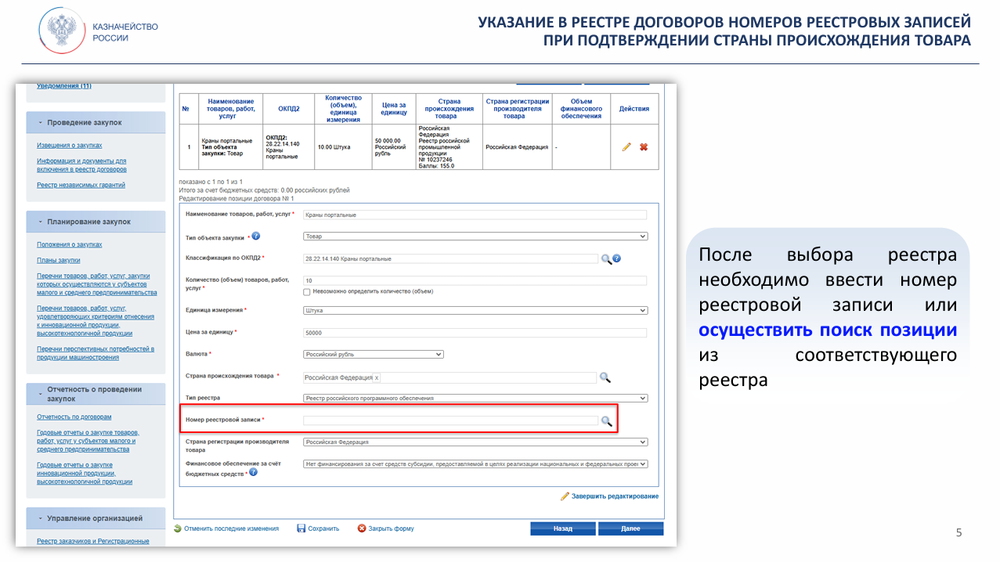 КАЗНАЧЕЙСТВО
РОССИИ
УКАЗАНИЕ В РЕЕСТРЕ ДОГОВОРОВ НОМЕРОВ РЕЕСТРОВЫХ ЗАПИСЕЙ
ПРИ ПОДТВЕРЖДЕНИИ СТРАНЫ ПРОИСХОЖДЕНИЯ ТОВАРА
Уведомления (11)
Проведение закупок
Извещения о закупках
Информация и документы для
включения в реестр договоров
Реестр независимых гарантий
Планирование закупок
Положения о закупках
Планы закупки
Перечни товаров, работ, услуг, закупки
которых осуществляются у субъектов
малого и среднего предпринимательства
Перечни товаров, работ, услуг,
удовлетворяющих критериям отнесения
к инновационной продукции,
высокотехнологичной продукции
Перечни перспективных потребностей в
продукции машиностроения
Отчетность о проведении
закупок
Отчетность по договорам
Годовые отчеты о закупке товаров,
работ, услуг у субъектов малого и
среднего предпринимательства
Годовые отчеты о закупке
инновационной продукции,
высокотехнологичной продукции
Управление организацией
Реестр заказчиков и Регистрационные
№
Наименование
товаров, работ,
услуг
ОКПД2
Количество
(объем),
единица
измерения
Цена за
единицу
Страна
происхождения
товара
Страна регистрации
производителя
товара
Объем
финансового
обеспечения
Действия
1
Краны портальные
Тип объекта
закупки: Товар
ОКПД2:
28.22.14.140
Краны
портальные
10.00 Штука
50 000.00
Российский
рубль
Российская
Федерация
Реестр российской
промышленной
продукции
№ 10237246
Баллы: 155.0
Российская Федерация
-
показано с 1 по 1 из 1
Итого за счет бюджетных средств: 0.00 российских рублей
Редактирование позиции договора № 1
Наименование товаров, работ, услуг * Краны портальные
Тип объекта закупки * ? Товар
Классификация по ОКПД2 * 28.22.14.140 Краны портальные ?
Количество (объем) товаров, работ, 10
услуг * Невозможно определить количество (объем)
Единица измерения * Штука
Цена за единицу * 50000
Валюта * Российский рубль
Страна происхождения товара * Российская Федерация x
Тип реестра Реестр российского программного обеспечения
Номер реестровой записи *
Страна регистрации производителя Российская Федерация
товара
Финансовое обеспечение за счёт Нет финансирования за счет средств субсидии, предоставляемой в целях реализации национальных и федеральных прое
бюджетных средств * ?
Завершить редактирование
Отменить последние изменения Сохранить Закрыть форму Назад Далее
После выбора реестра
необходимо ввести номер
реестровой записи или
осуществить поиск позиции
из соответствующего
реестра
5